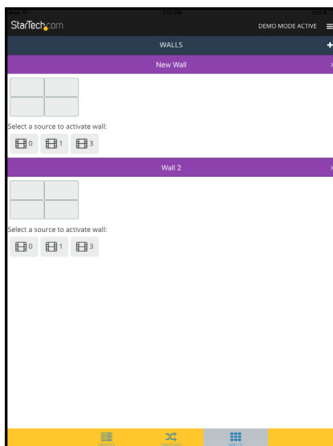 StarTech.com
DEMO MODE ACTIVE
WALLS
New Wall
Select a source to activate wall:
0 1 3
Wall 2
Select a source to activate wall:
0 1 3